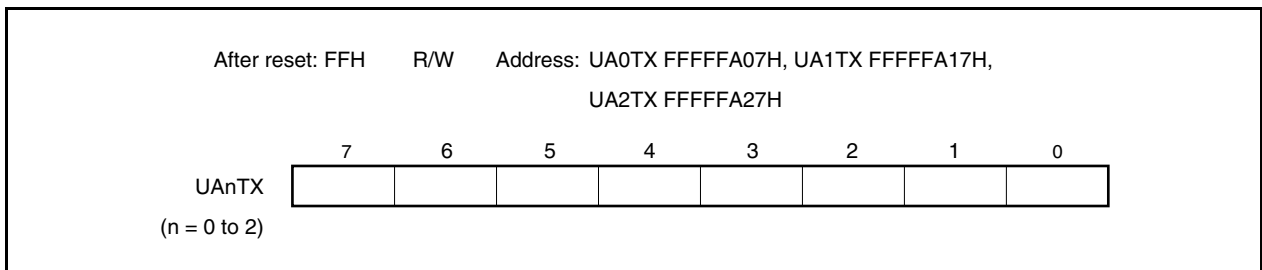 After reset: FFH R/W Address: UA0TX FFFFFA07H, UA1TX FFFFFA17H,
UA2TX FFFFFA27H
7 6 5 4 3 2 1 0
UAnTX
(n = 0 to 2)